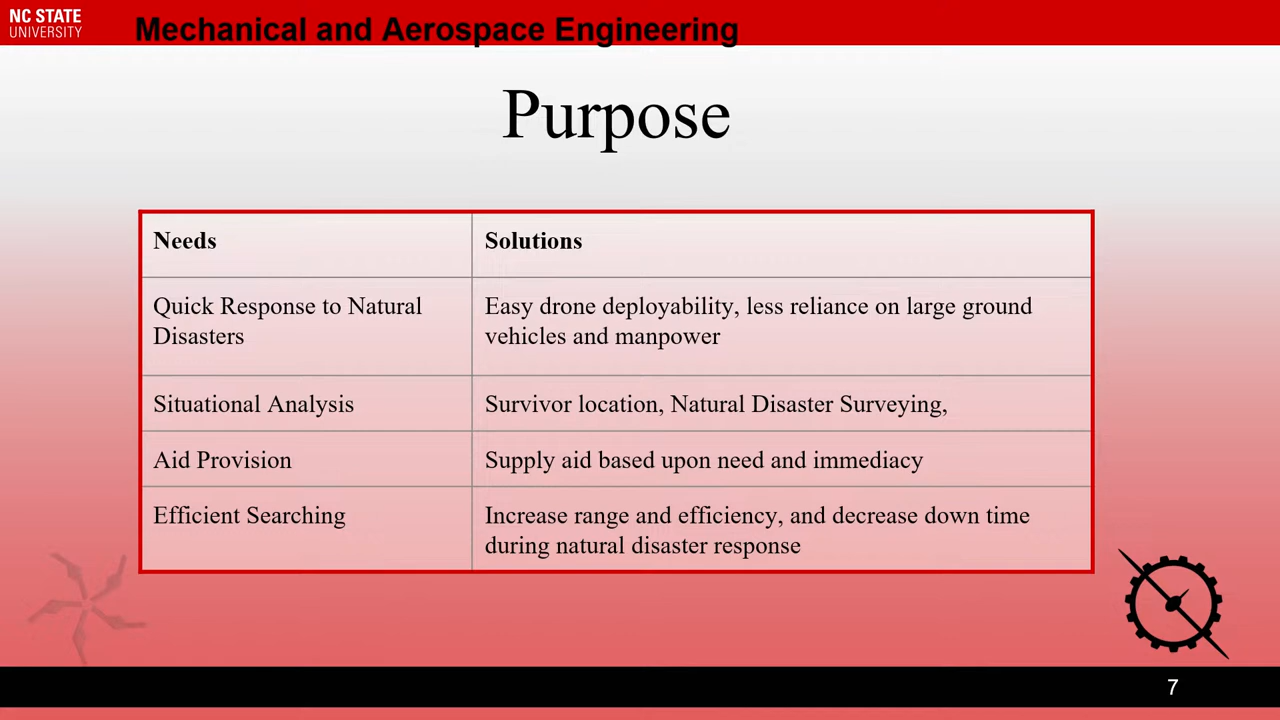 NC STATE
UNIVERSITY
Mechanical and Aerospace Engineering
Purpose
Needs
Solutions
Quick Response to Natural
Disasters
Easy drone deployability, less reliance on large ground
vehicles and manpower
Situational Analysis
Survivor location, Natural Disaster Surveying,
Aid Provision
Supply aid based upon need and immediacy
Efficient Searching
Increase range and efficiency, and decrease down time
during natural disaster response
7